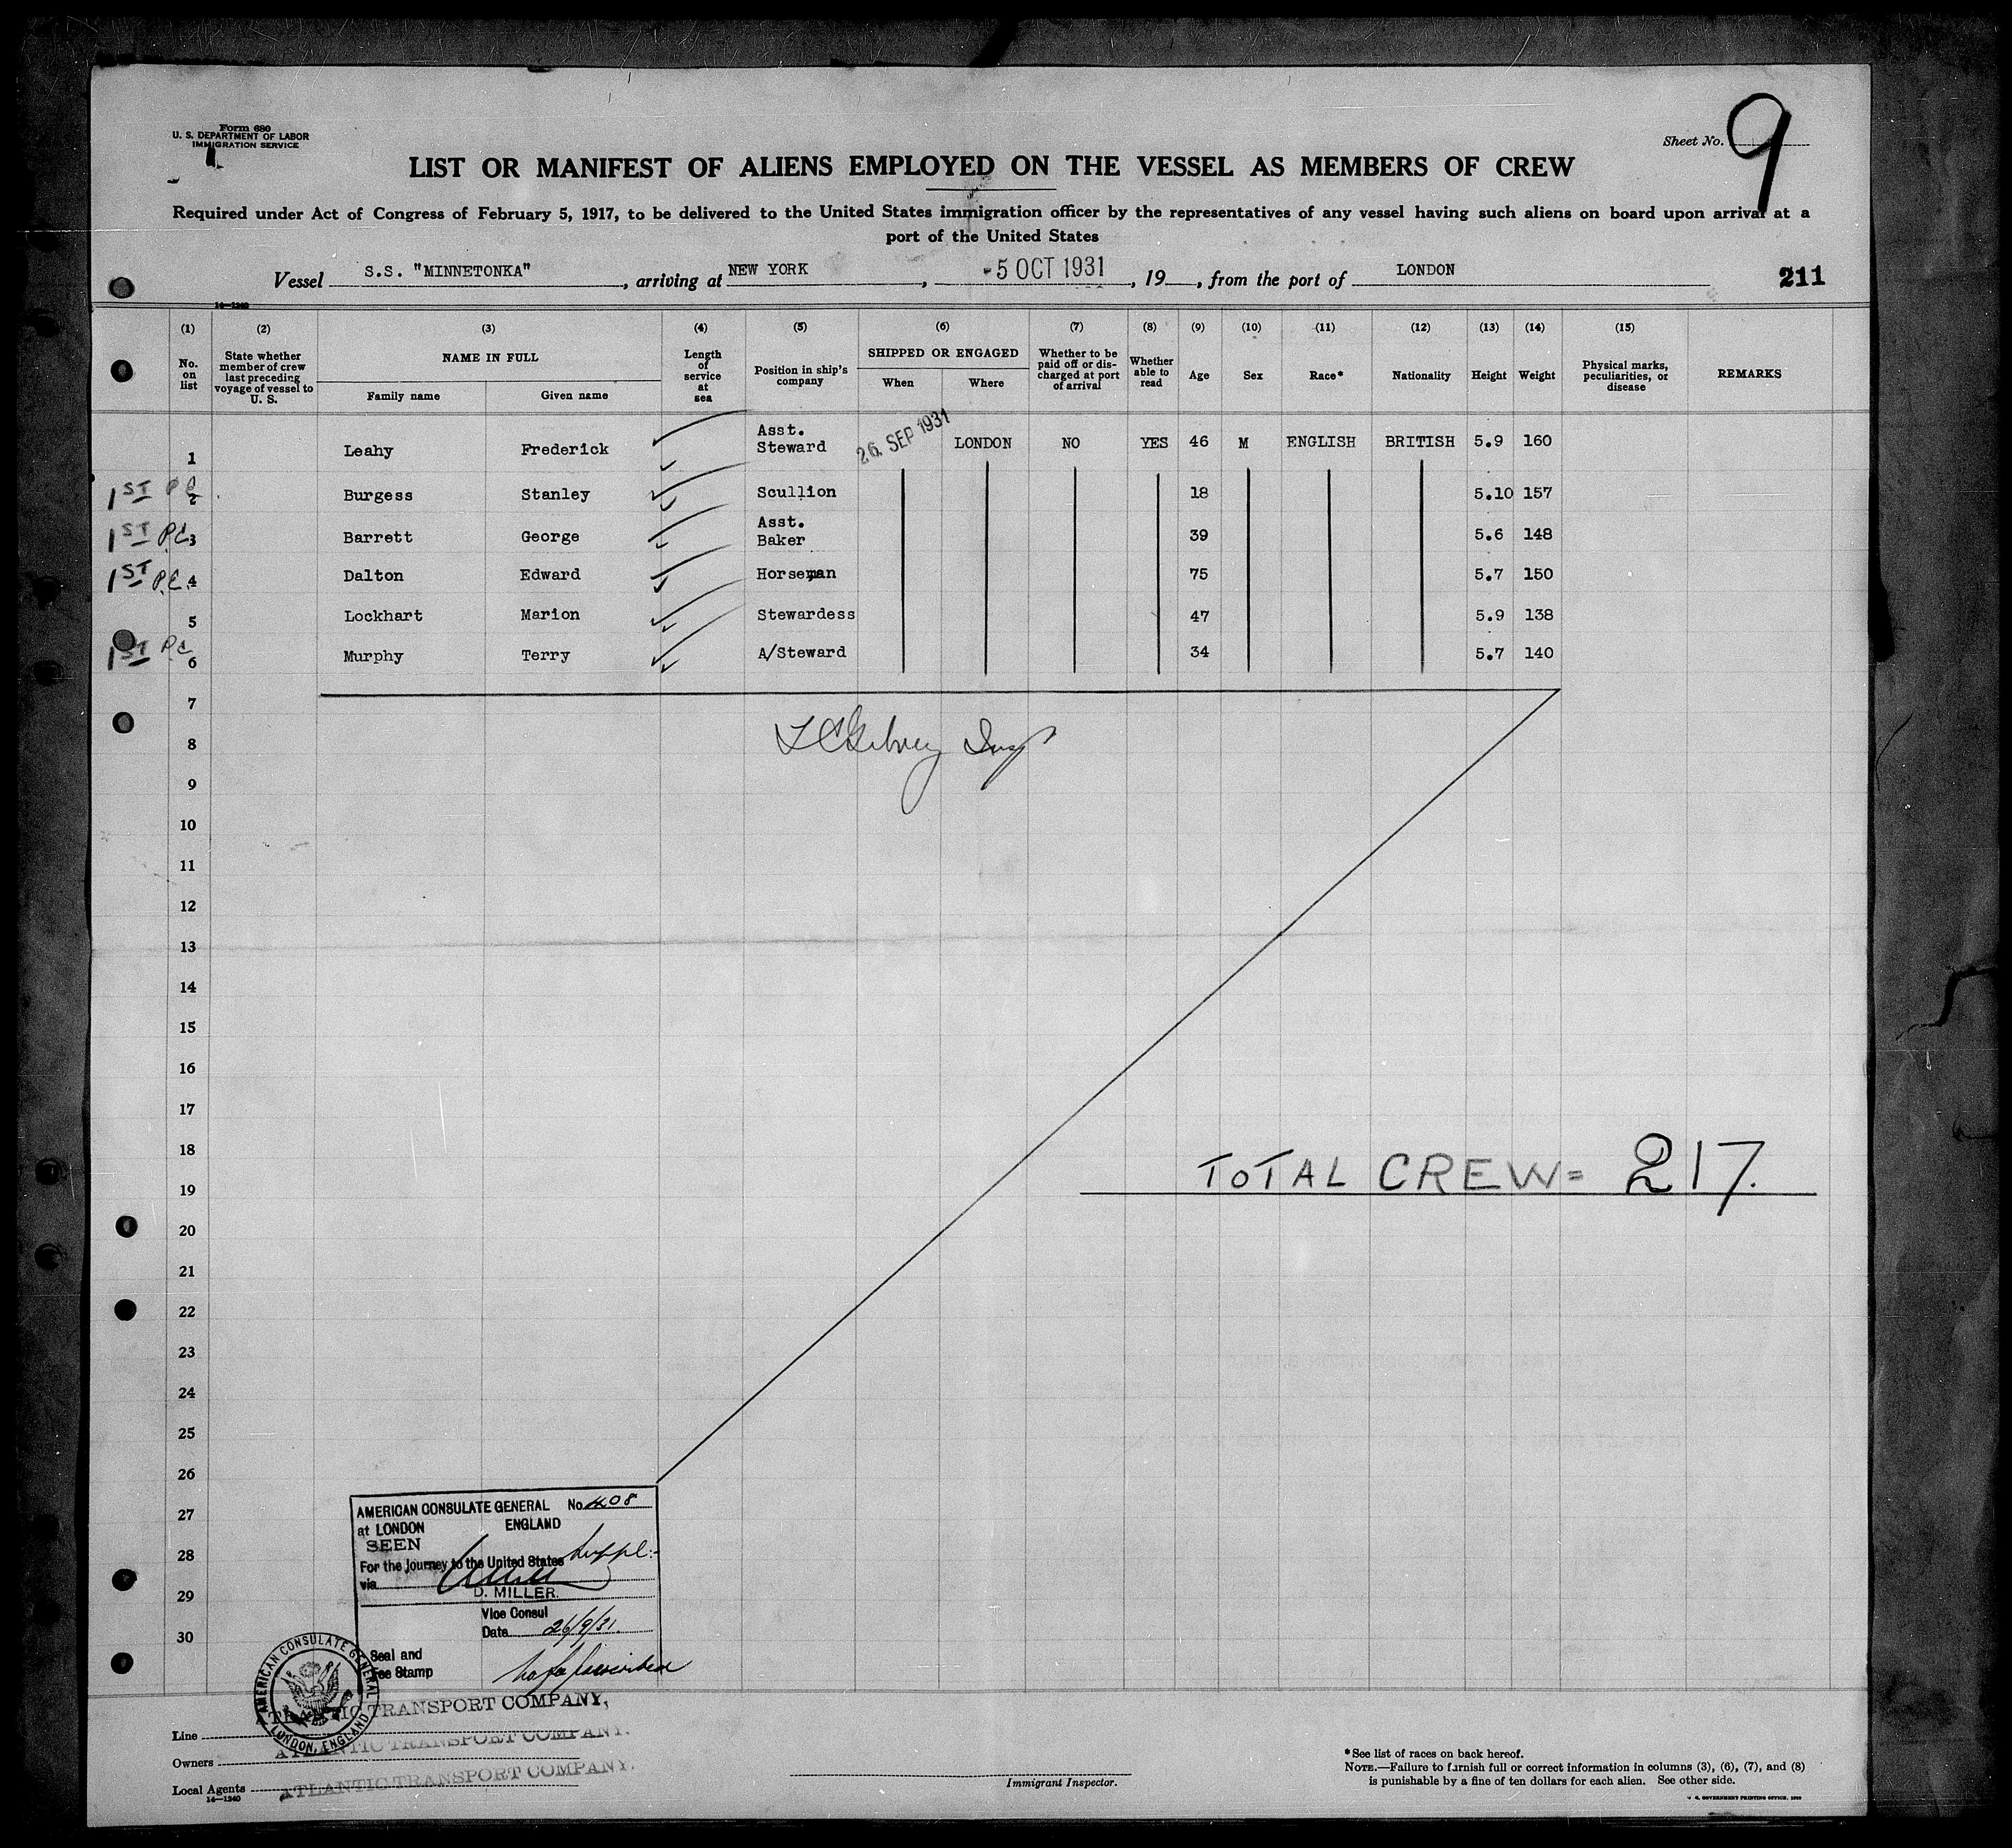 Form 680
U. S. DEPARTMENT OF LABOR
IMMIGRATION SERVICE
Sheet No. 9
LIST OR MANIFEST OF ALIENS EMPLOYED ON THE VESSEL AS MEMBERS OF CREW
Required under Act of Congress of February 5, 1917, to be delivered to the United States immigration officer by the representatives of any vessel having such aliens on board upon arrival at a
port of the United States
Vessel S.S. "MINNETONKA", arriving at NEW YORK, -5 OCT 1931, 19 , from the port of LONDON 211
14—1240
(1) (2) (3) (4) (5) (6) (7) (8) (9) (10) (11) (12) (13) (14) (15)
No. on list
State whether member of crew last preceding voyage of vessel to U. S.
NAME IN FULL
Family name Given name
Length of service at sea
Position in ship's company
SHIPPED OR ENGAGED
When Where
Whether to be paid off or discharged at port of arrival
Whether able to read
Age Sex Race* Nationality Height Weight
Physical marks, peculiarities, or disease
REMARKS
1 Leahy Frederick Asst. Steward 26 SEP 1931 LONDON NO YES 46 M ENGLISH BRITISH 5.9 160
1ST P.C. 2 Burgess Stanley Scullion 18 5.10 157
1ST P.C. 3 Barrett George Asst. Baker 39 5.6 148
1ST P.C. 4 Dalton Edward Horseman 75 5.7 150
5 Lockhart Marion Stewardess 47 5.9 138
1ST P.C. 6 Murphy Terry A/Steward 34 5.7 140
7
8
9
10
11
12
13
14
15
16
17
18
TOTAL CREW = 217.
19
20
21
22
23
24
25
26
27
28
29
30
AMERICAN CONSULATE GENERAL No. 408
at LONDON ENGLAND
SEEN
For the journey to the United States suppl:-
via
D. MILLER.
Vice Consul
Date 26/9/31.
Seal and
Fee Stamp
No fee prescribed
AMERICAN CONSULATE GENERAL
LONDON, ENGLAND
Line ATLANTIC TRANSPORT COMPANY,
Owners ATLANTIC TRANSPORT COMPANY.
Local Agents ATLANTIC TRANSPORT COMPANY.
14—1240
Immigrant Inspector.
*See list of races on back hereof.
NOTE.—Failure to furnish full or correct information in columns (3), (6), (7), and (8)
is punishable by a fine of ten dollars for each alien. See other side.